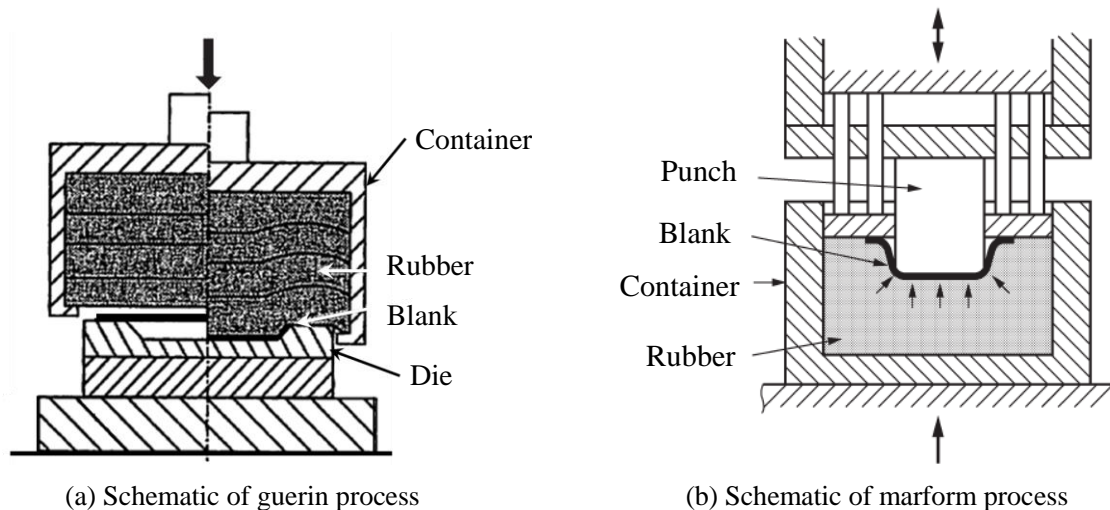 Container
Rubber
Blank
Die
(a) Schematic of guerin process
Punch
Blank
Container
Rubber
(b) Schematic of marform process